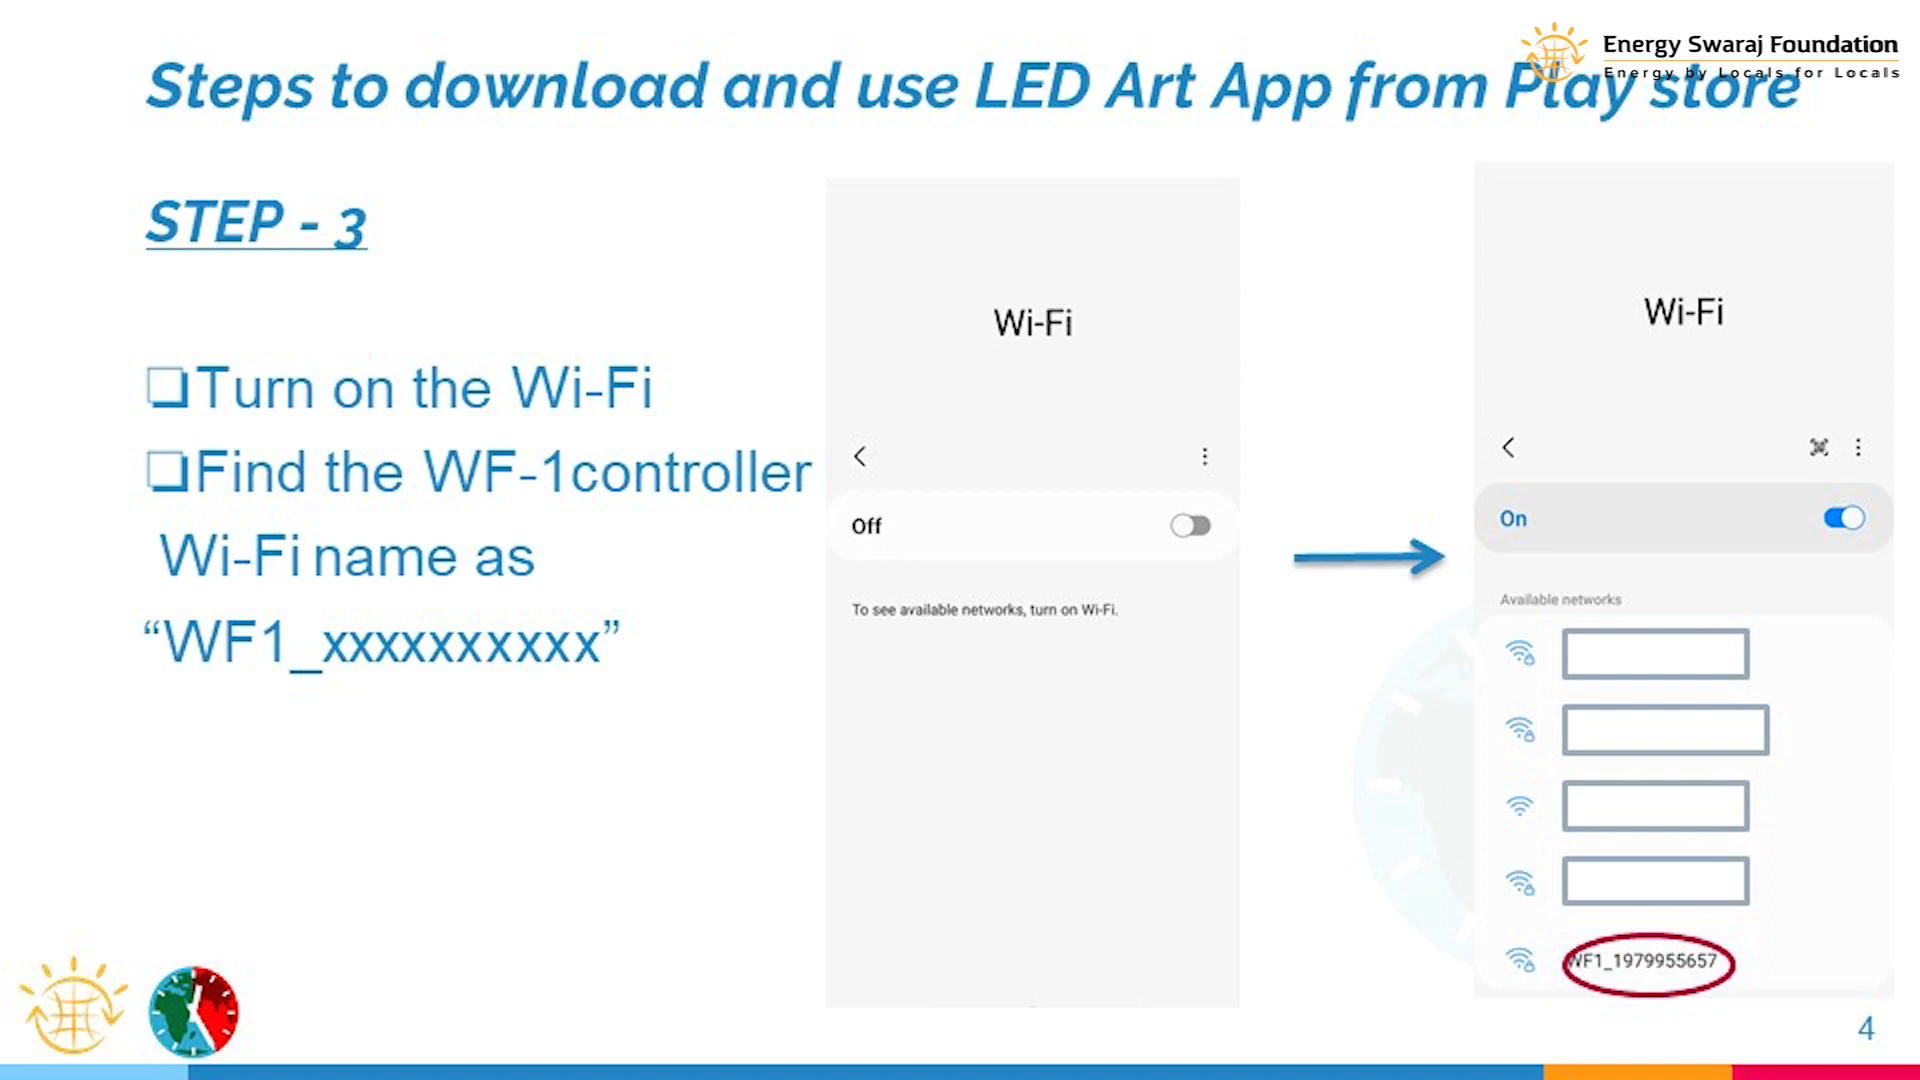 Energy Swaraj Foundation
Energy by Locals for Locals
Steps to download and use LED Art App from Play store
STEP - 3
❑Turn on the Wi-Fi
❑Find the WF-1controller
Wi-Fi name as
“WF1_xxxxxxxxxx”
Wi-Fi
Off
To see available networks, turn on Wi-Fi.
Wi-Fi
On
Available networks
WF1_1979955657
4